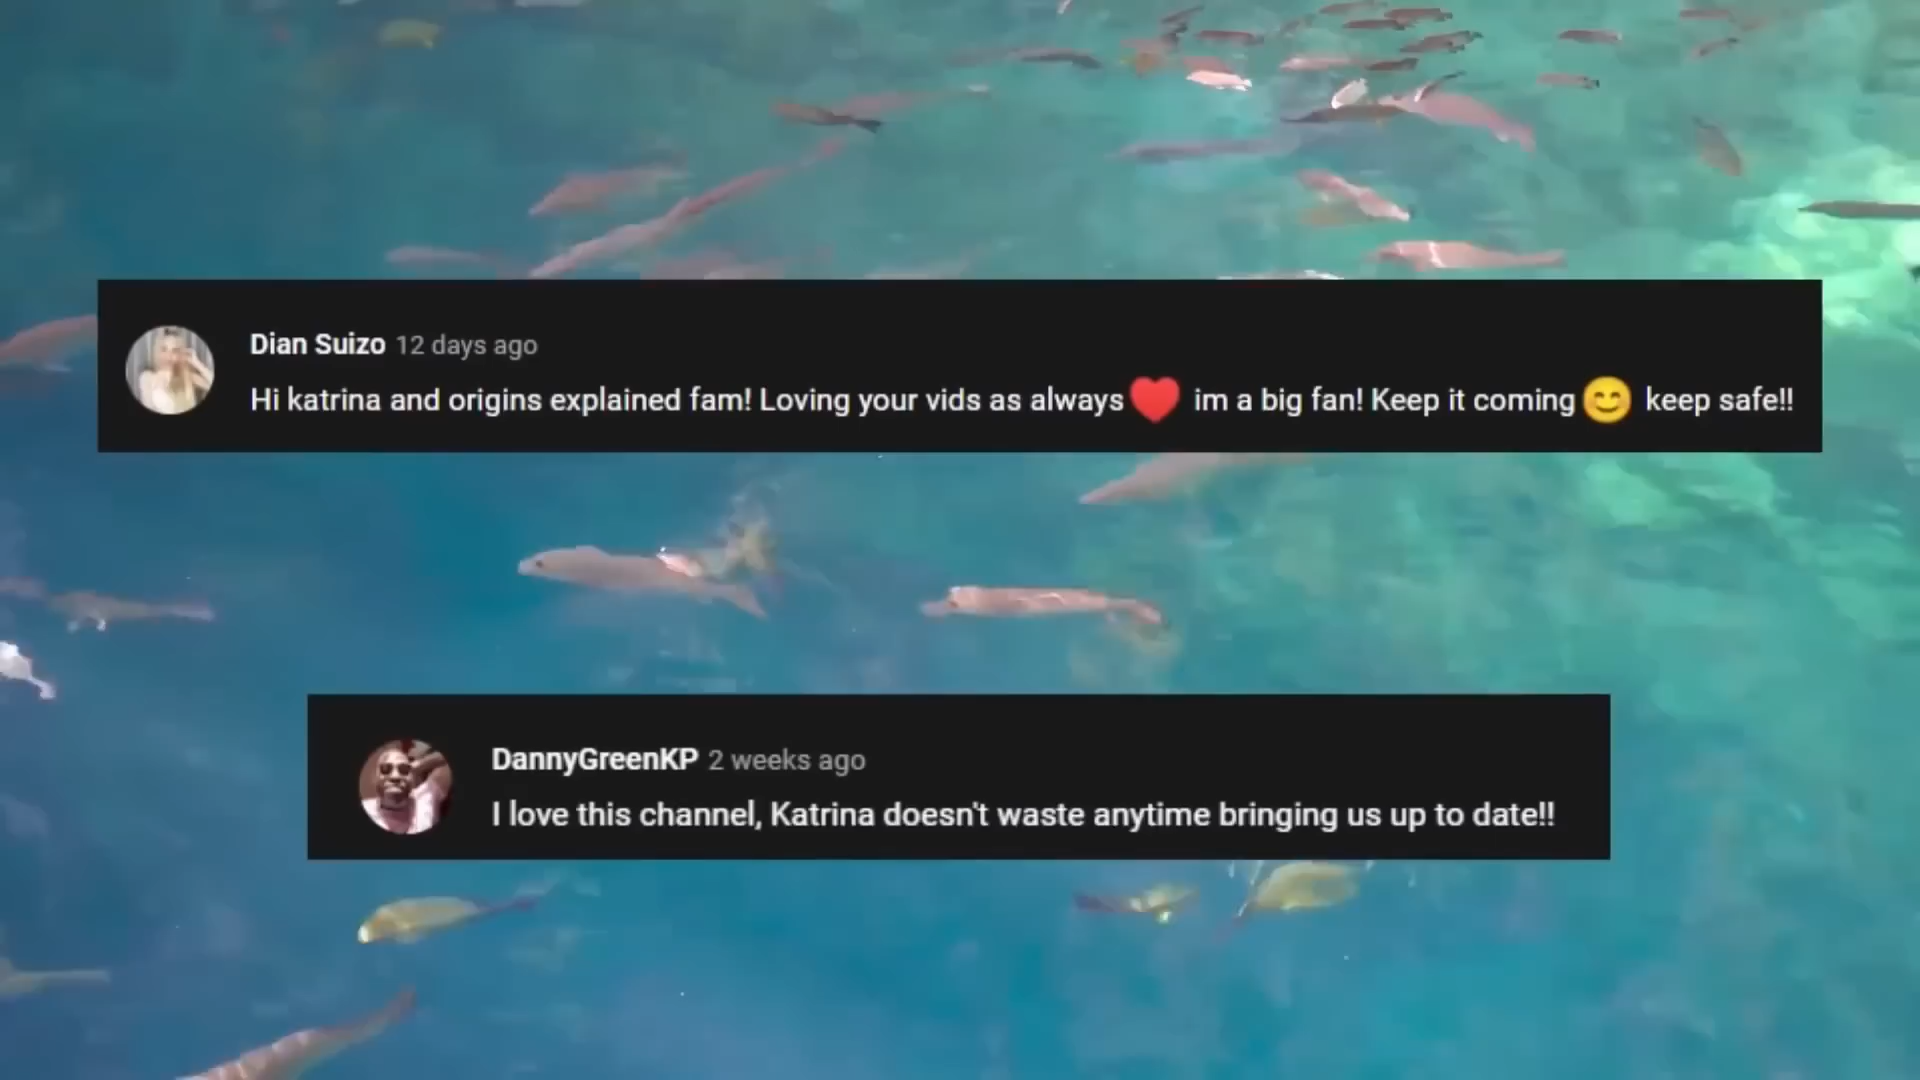 Dian Suizo 12 days ago
Hi katrina and origins explained fam! Loving your vids as always❤️ im a big fan! Keep it coming😊 keep safe!!
DannyGreenKP 2 weeks ago
I love this channel, Katrina doesn't waste anytime bringing us up to date!!